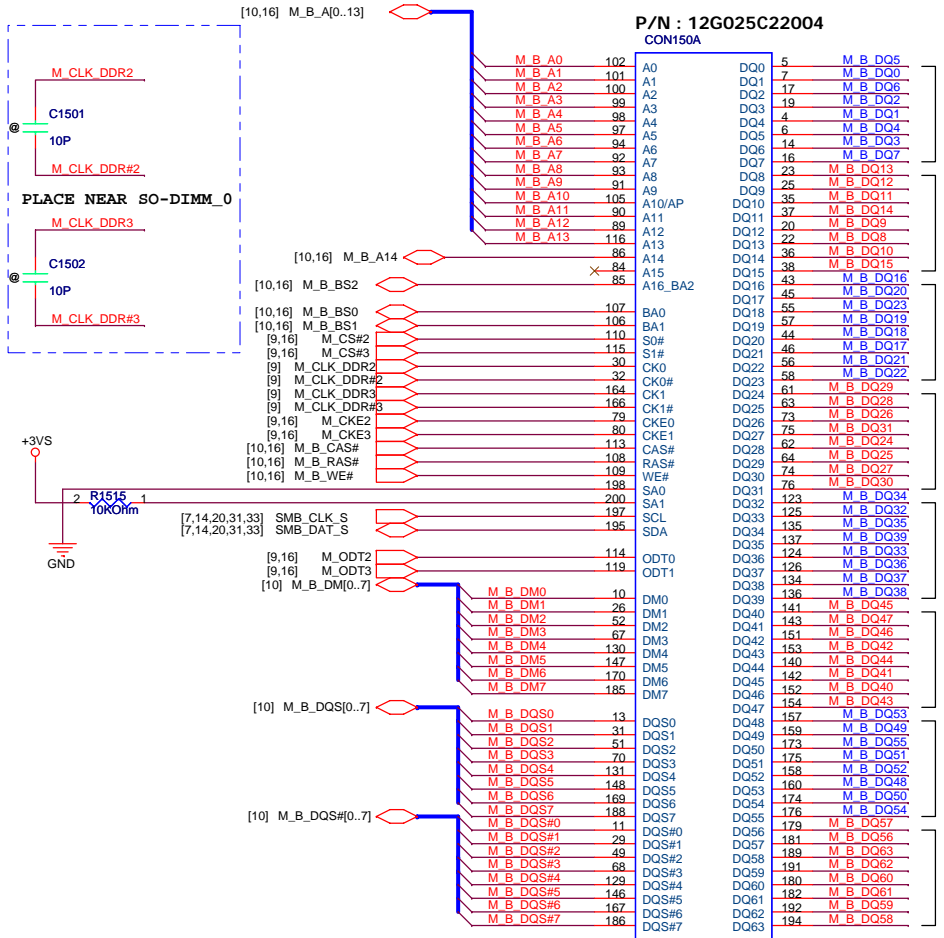 [10,16] M_B_A[0..13]
P/N : 12G025C22004
CON150A
M_CLK_DDR2
@
C1501
10P
M_CLK_DDR#2
PLACE NEAR SO-DIMM_0
M_CLK_DDR3
@
C1502
10P
M_CLK_DDR#3
M_B_A0 102 A0
M_B_A1 101 A1
M_B_A2 100 A2
M_B_A3 99 A3
M_B_A4 98 A4
M_B_A5 97 A5
M_B_A6 94 A6
M_B_A7 92 A7
M_B_A8 93 A8
M_B_A9 91 A9
M_B_A10 105 A10/AP
M_B_A11 90 A11
M_B_A12 89 A12
M_B_A13 116 A13
[10,16] M_B_A14 86 A14
84 A15
[10,16] M_B_BS2 85 A16_BA2
[10,16] M_B_BS0 107 BA0
[10,16] M_B_BS1 106 BA1
[9,16] M_CS#2 110 S0#
[9,16] M_CS#3 115 S1#
[9] M_CLK_DDR2 30 CK0
[9] M_CLK_DDR#2 32 CK0#
[9] M_CLK_DDR3 164 CK1
[9] M_CLK_DDR#3 166 CK1#
[9,16] M_CKE2 79 CKE0
[9,16] M_CKE3 80 CKE1
[10,16] M_B_CAS# 113 CAS#
[10,16] M_B_RAS# 108 RAS#
[10,16] M_B_WE# 109 WE#
198 SA0
+3VS
2 R1515 1 200 SA1
10KOhm
GND
[7,14,20,31,33] SMB_CLK_S 197 SCL
[7,14,20,31,33] SMB_DAT_S 195 SDA
[9,16] M_ODT2 114 ODT0
[9,16] M_ODT3 119 ODT1
[10] M_B_DM[0..7]
M_B_DM0 10 DM0
M_B_DM1 26 DM1
M_B_DM2 52 DM2
M_B_DM3 67 DM3
M_B_DM4 130 DM4
M_B_DM5 147 DM5
M_B_DM6 170 DM6
M_B_DM7 185 DM7
[10] M_B_DQS[0..7]
M_B_DQS0 13 DQS0
M_B_DQS1 31 DQS1
M_B_DQS2 51 DQS2
M_B_DQS3 70 DQS3
M_B_DQS4 131 DQS4
M_B_DQS5 148 DQS5
M_B_DQS6 169 DQS6
M_B_DQS7 188 DQS7
[10] M_B_DQS#[0..7]
M_B_DQS#0 11 DQS#0
M_B_DQS#1 29 DQS#1
M_B_DQS#2 49 DQS#2
M_B_DQS#3 68 DQS#3
M_B_DQS#4 129 DQS#4
M_B_DQS#5 146 DQS#5
M_B_DQS#6 167 DQS#6
M_B_DQS#7 186 DQS#7
DQ0 5 M_B_DQ5
DQ1 7 M_B_DQ0
DQ2 17 M_B_DQ6
DQ3 19 M_B_DQ2
DQ4 4 M_B_DQ1
DQ5 6 M_B_DQ4
DQ6 14 M_B_DQ3
DQ7 16 M_B_DQ7
DQ8 23 M_B_DQ13
DQ9 25 M_B_DQ12
DQ10 35 M_B_DQ11
DQ11 37 M_B_DQ14
DQ12 20 M_B_DQ9
DQ13 22 M_B_DQ8
DQ14 36 M_B_DQ10
DQ15 38 M_B_DQ15
DQ16 43 M_B_DQ16
DQ17 45 M_B_DQ20
DQ18 55 M_B_DQ23
DQ19 57 M_B_DQ19
DQ20 44 M_B_DQ18
DQ21 46 M_B_DQ17
DQ22 56 M_B_DQ21
DQ23 58 M_B_DQ22
DQ24 61 M_B_DQ29
DQ25 63 M_B_DQ28
DQ26 73 M_B_DQ26
DQ27 75 M_B_DQ31
DQ28 62 M_B_DQ24
DQ29 64 M_B_DQ25
DQ30 74 M_B_DQ27
DQ31 76 M_B_DQ30
DQ32 123 M_B_DQ34
DQ33 125 M_B_DQ32
DQ34 135 M_B_DQ35
DQ35 137 M_B_DQ39
DQ36 124 M_B_DQ33
DQ37 126 M_B_DQ36
DQ38 134 M_B_DQ37
DQ39 136 M_B_DQ38
DQ40 141 M_B_DQ45
DQ41 143 M_B_DQ47
DQ42 151 M_B_DQ46
DQ43 153 M_B_DQ42
DQ44 140 M_B_DQ44
DQ45 142 M_B_DQ41
DQ46 152 M_B_DQ40
DQ47 154 M_B_DQ43
DQ48 157 M_B_DQ53
DQ49 159 M_B_DQ49
DQ50 173 M_B_DQ55
DQ51 175 M_B_DQ51
DQ52 158 M_B_DQ52
DQ53 160 M_B_DQ48
DQ54 174 M_B_DQ50
DQ55 176 M_B_DQ54
DQ56 179 M_B_DQ57
DQ57 181 M_B_DQ56
DQ58 189 M_B_DQ63
DQ59 191 M_B_DQ62
DQ60 180 M_B_DQ60
DQ61 182 M_B_DQ61
DQ62 192 M_B_DQ59
DQ63 194 M_B_DQ58